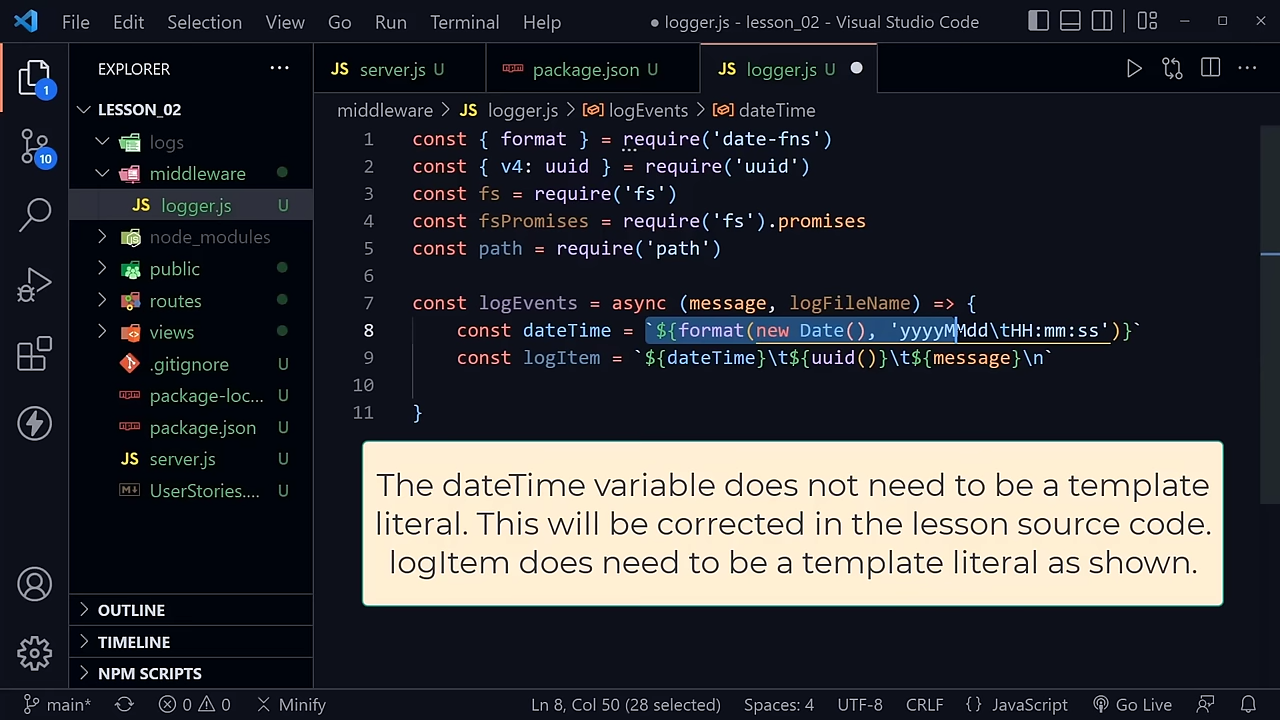 File Edit Selection View Go Run Terminal Help
● logger.js - lesson_02 - Visual Studio Code
EXPLORER ...
1
10
LESSON_02
logs
middleware
JS logger.js U
node_modules
public
routes
views
.gitignore U
package-loc... U
package.json U
JS server.js U
UserStories.... U
OUTLINE
TIMELINE
NPM SCRIPTS
JS server.js U package.json U JS logger.js U ●
middleware > JS logger.js > logEvents > dateTime
1 const { format } = require('date-fns')
2 const { v4: uuid } = require('uuid')
3 const fs = require('fs')
4 const fsPromises = require('fs').promises
5 const path = require('path')
6
7 const logEvents = async (message, logFileName) => {
8 const dateTime = `${format(new Date(), 'yyyyMMdd\tHH:mm:ss')}`
9 const logItem = `${dateTime}\t${uuid()}\t${message}\n`
10
11 }
The dateTime variable does not need to be a template
literal. This will be corrected in the lesson source code.
logItem does need to be a template literal as shown.
main* 0 0 Minify Ln 8, Col 50 (28 selected) Spaces: 4 UTF-8 CRLF {} JavaScript Go Live